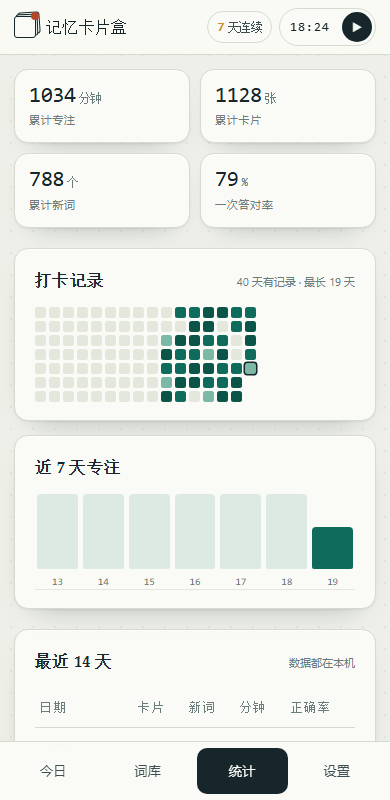 记忆卡片盒
7 天连续
18:24
1034 分钟
累计专注
1128 张
累计卡片
788 个
累计新词
79 %
一次答对率
打卡记录
40 天有记录 · 最长 19 天
近 7 天专注
13 14 15 16 17 18 19
最近 14 天
数据都在本机
日期 卡片 新词 分钟 正确率
今日 词库 统计 设置